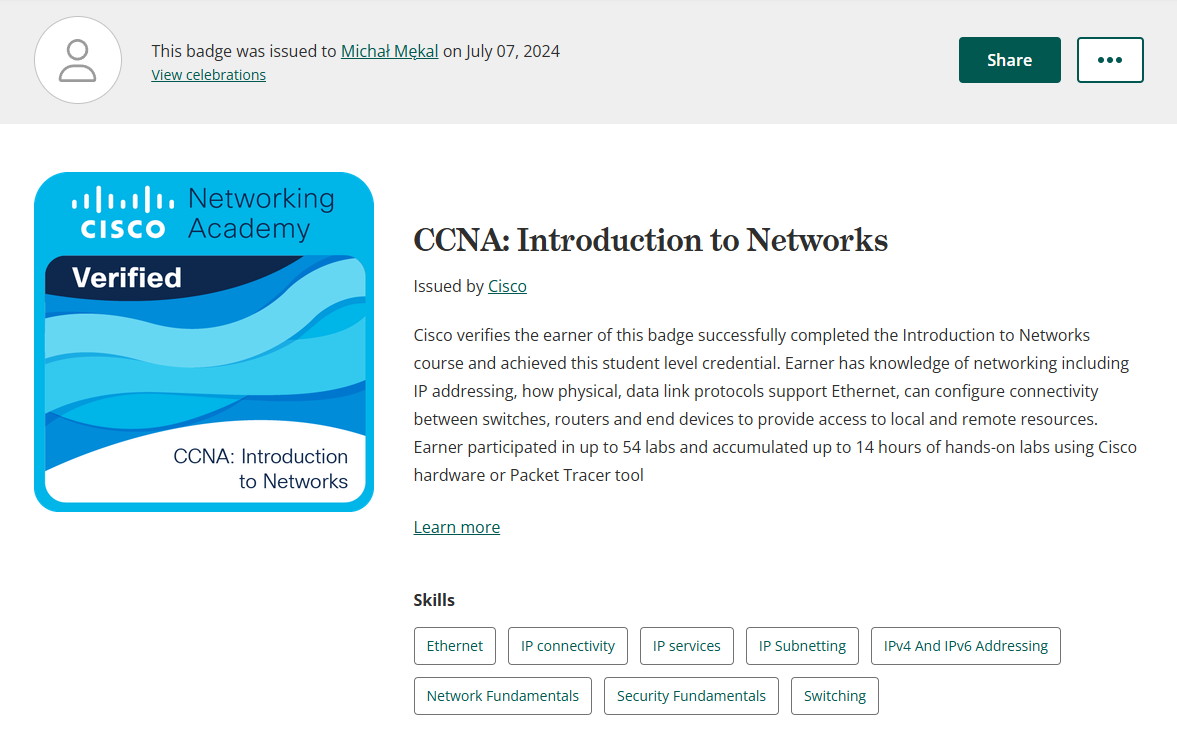 This badge was issued to Michał Mękal on July 07, 2024
View celebrations
Share
CISCO
Networking
Academy
Verified
CCNA: Introduction
to Networks
CCNA: Introduction to Networks
Issued by Cisco
Cisco verifies the earner of this badge successfully completed the Introduction to Networks
course and achieved this student level credential. Earner has knowledge of networking including
IP addressing, how physical, data link protocols support Ethernet, can configure connectivity
between switches, routers and end devices to provide access to local and remote resources.
Earner participated in up to 54 labs and accumulated up to 14 hours of hands-on labs using Cisco
hardware or Packet Tracer tool
Learn more
Skills
Ethernet
IP connectivity
IP services
IP Subnetting
IPv4 And IPv6 Addressing
Network Fundamentals
Security Fundamentals
Switching